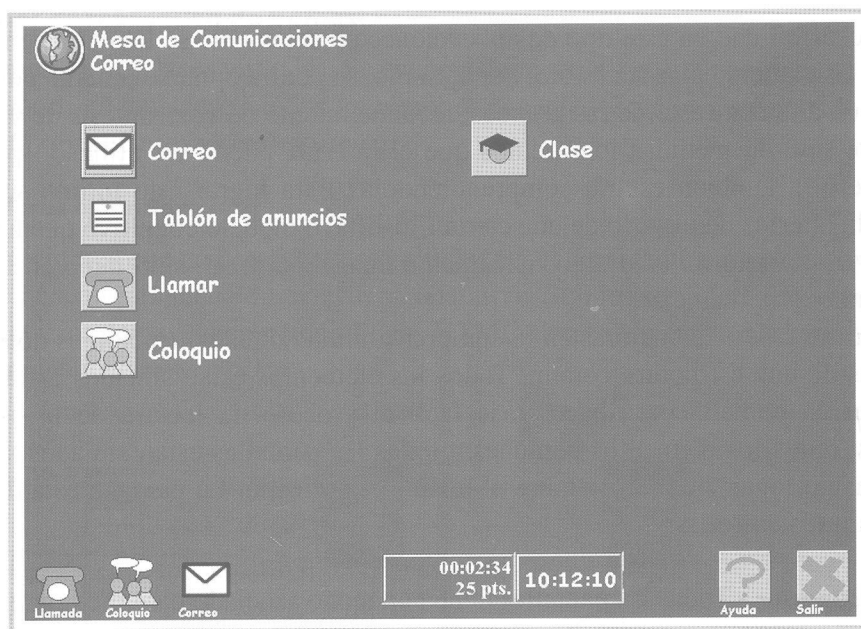 Mesa de Comunicaciones
Correo
Correo
Clase
Tablón de anuncios
Llamar
Coloquio
00:02:34
25 pts.
10:12:10
Llamada
Coloquio
Correo
Ayuda
Salir